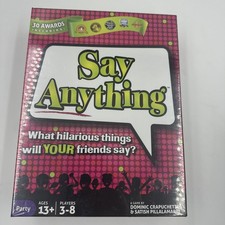 30 AWARDS
Say
Anything
What hilarious things
will YOUR friends say?
Party
AGES
13+
PLAYERS
3-8
A GAME BY
DOMINIC CRAPUCHETTES
& SATISH PILLALAMARRI